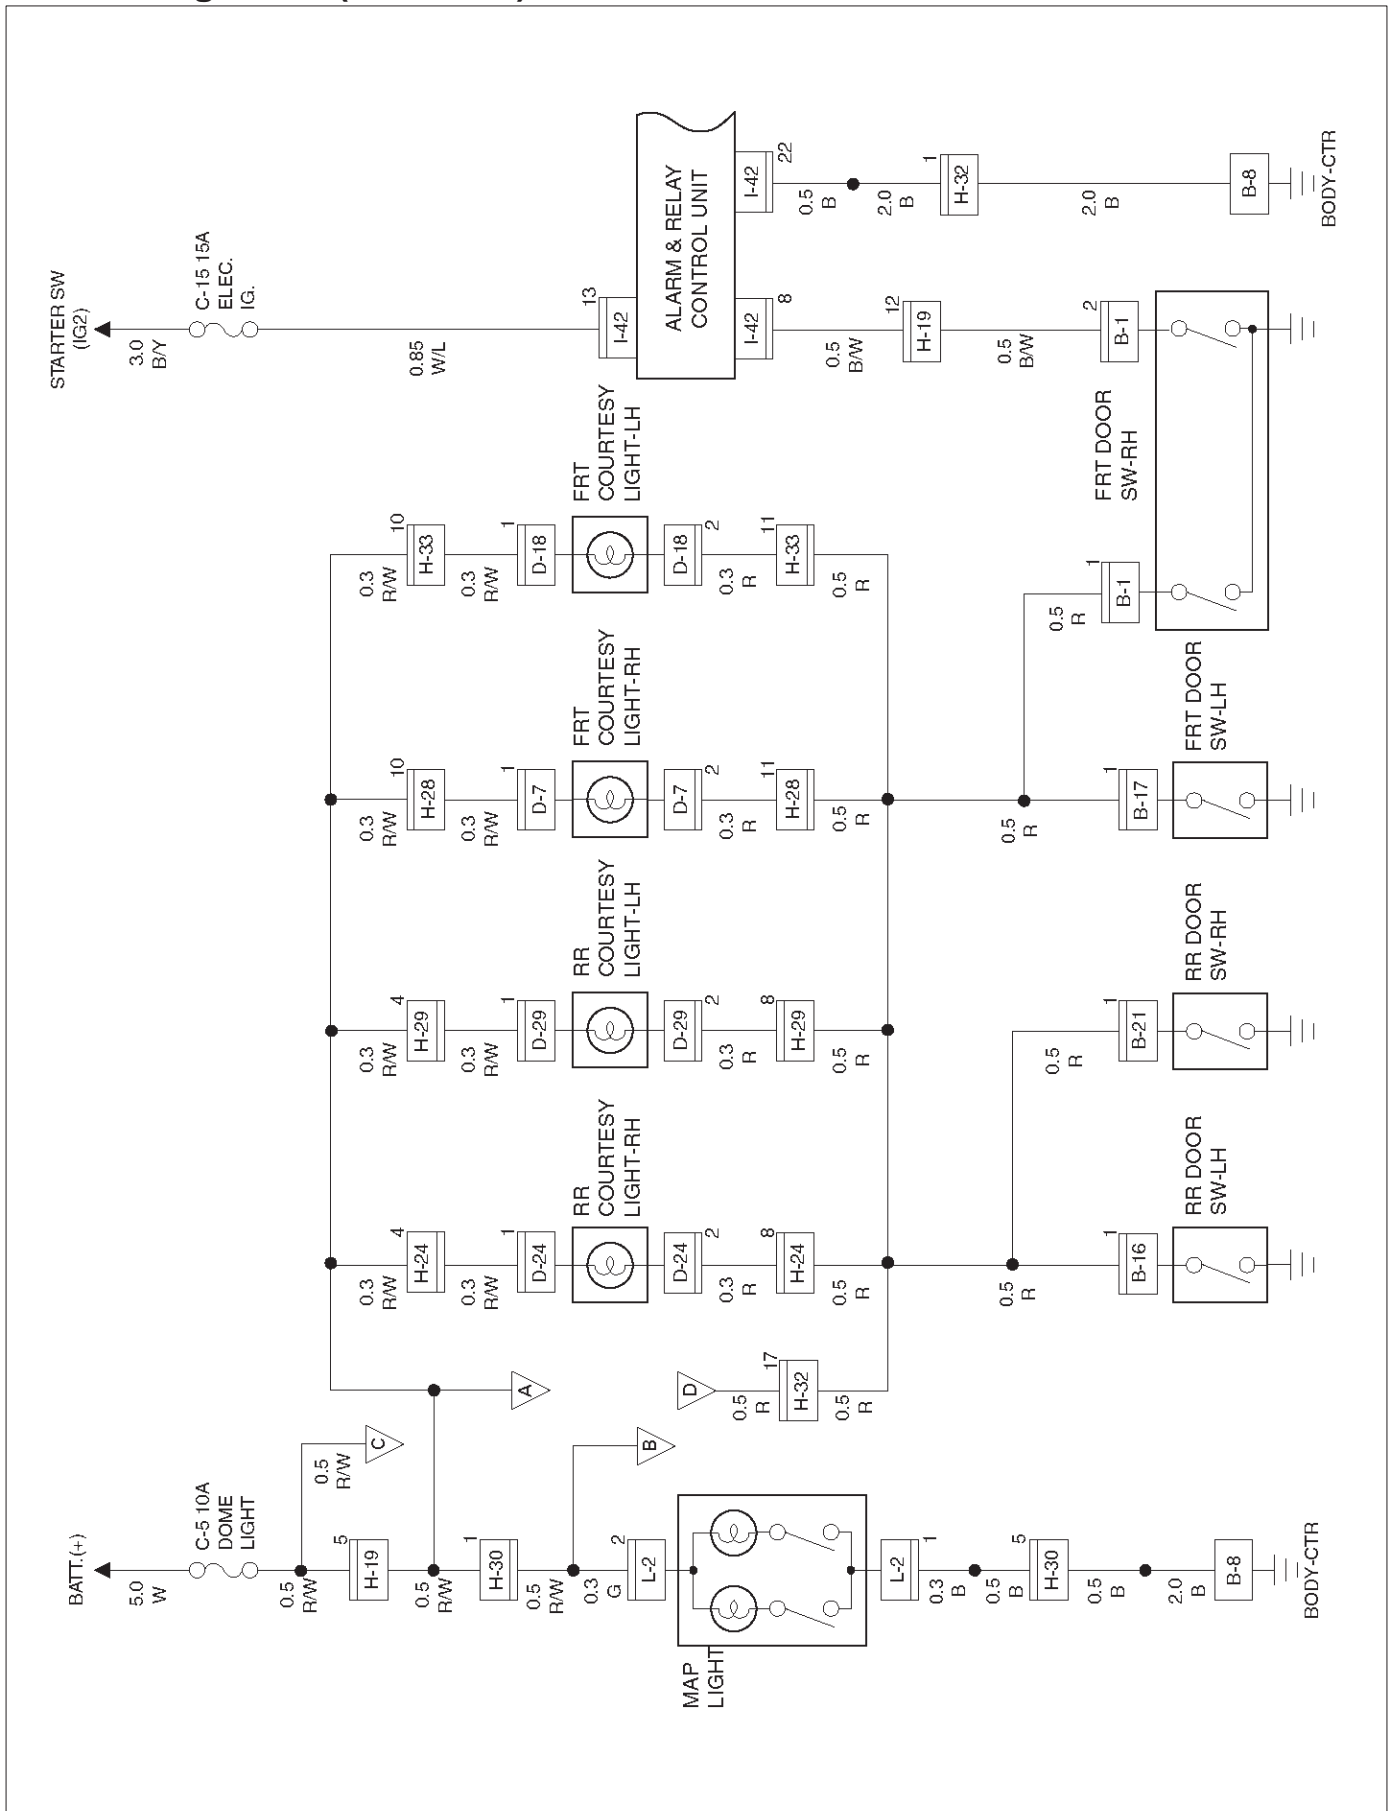 BATT.(+)
5.0
W
C-5 10A
DOME
LIGHT
0.5
R/W
0.5
R/W
C
5
H-19
0.5
R/W
1
H-30
0.5
R/W
0.3
G
2
L-2
B
MAP
LIGHT
L-2
1
0.3
B
0.5
B
H-30
5
0.5
B
2.0
B
B-8
BODY-CTR
A
D
0.5
R
17
H-32
0.5
R
0.3
R/W
4
H-24
0.3
R/W
1
D-24
RR
COURTESY
LIGHT-RH
D-24
2
0.3
R
8
H-24
0.5
R
0.5
R
1
B-16
RR DOOR
SW-LH
0.3
R/W
4
H-29
0.3
R/W
1
D-29
RR
COURTESY
LIGHT-LH
D-29
2
0.3
R
8
H-29
0.5
R
0.5
R
1
B-21
RR DOOR
SW-RH
0.3
R/W
10
H-28
0.3
R/W
1
D-7
FRT
COURTESY
LIGHT-RH
D-7
2
0.3
R
11
H-28
0.5
R
0.5
R
1
B-17
FRT DOOR
SW-LH
0.3
R/W
10
H-33
0.3
R/W
1
D-18
FRT
COURTESY
LIGHT-LH
D-18
2
0.3
R
11
H-33
0.5
R
0.5
R
1
B-1
FRT DOOR
SW-RH
STARTER SW
(IG2)
3.0
B/Y
C-15 15A
ELEC.
IG.
0.85
W/L
13
I-42
ALARM & RELAY
CONTROL UNIT
I-42
8
0.5
B/W
12
H-19
0.5
B/W
2
B-1
I-42
22
0.5
B
2.0
B
1
H-32
2.0
B
B-8
BODY-CTR